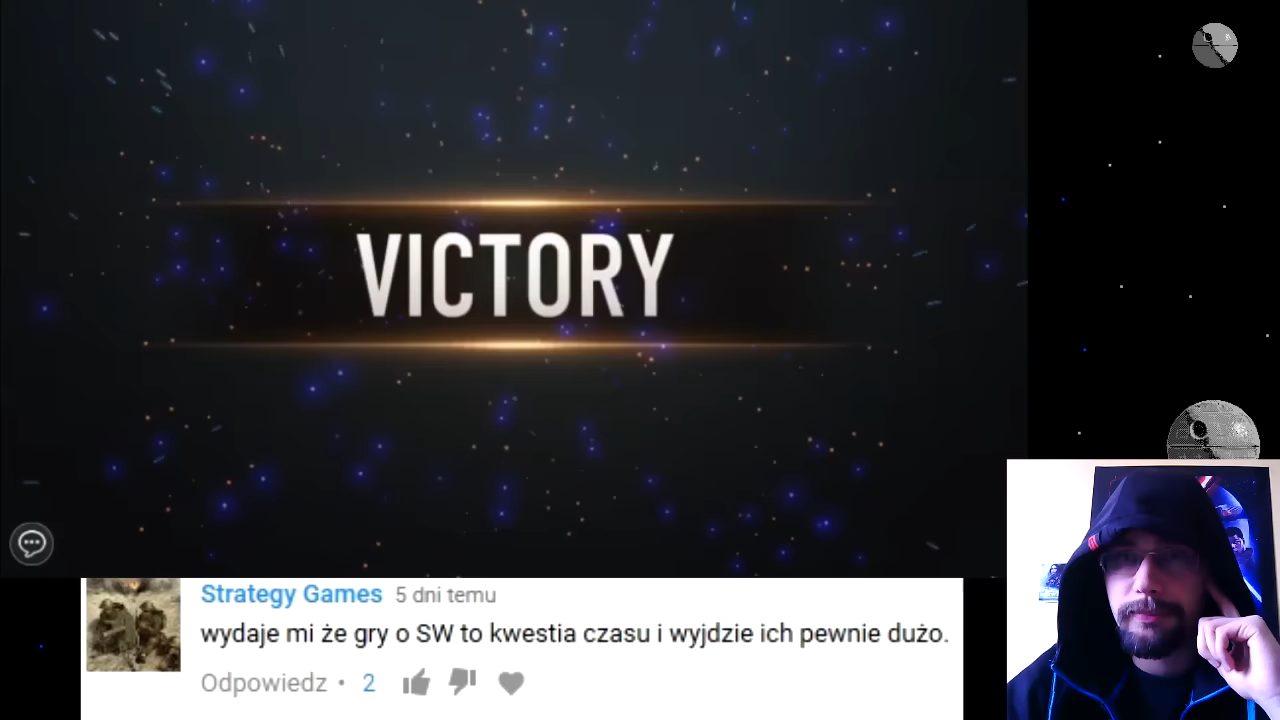 VICTORY
Strategy Games 5 dni temu
wydaje mi że gry o SW to kwestia czasu i wyjdzie ich pewnie dużo.
Odpowiedz • 2